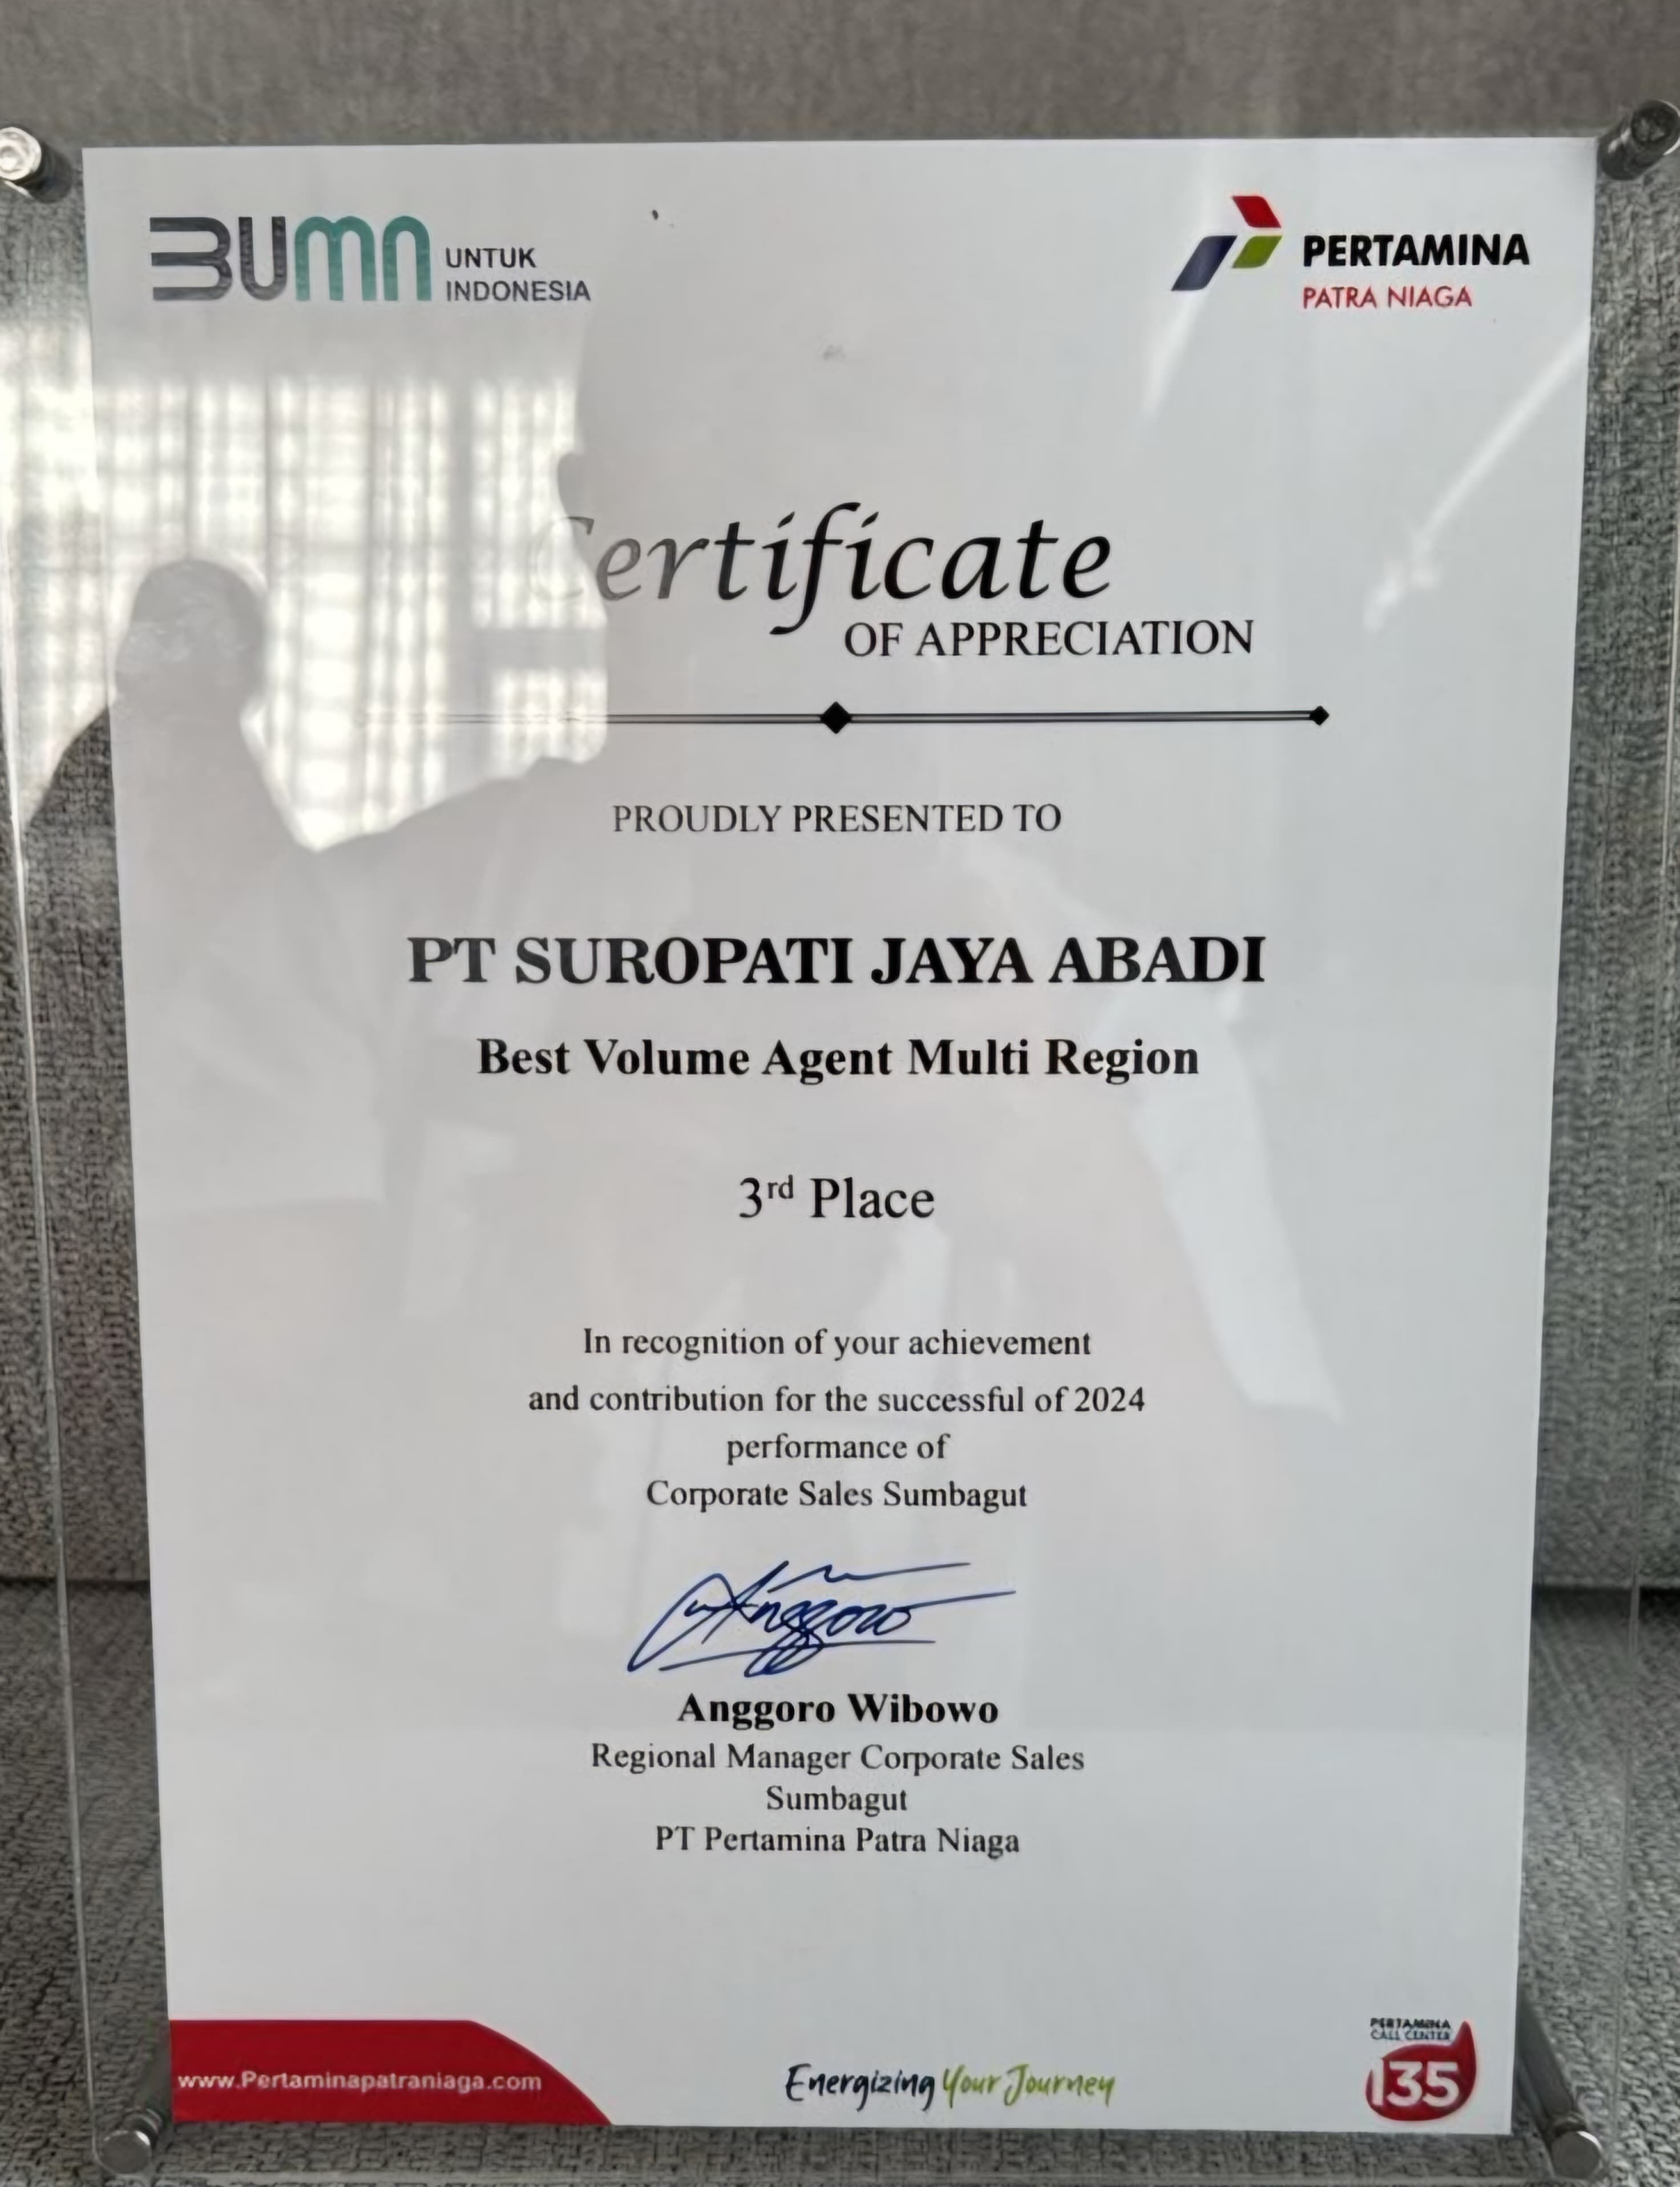 BUMN UNTUK
INDONESIA
PERTAMINA
PATRA NIAGA
Certificate
OF APPRECIATION
PROUDLY PRESENTED TO
PT SUROPATI JAYA ABADI
Best Volume Agent Multi Region
3rd Place
In recognition of your achievement
and contribution for the successful of 2024
performance of
Corporate Sales Sumbagut
Anggoro
Anggoro Wibowo
Regional Manager Corporate Sales
Sumbagut
PT Pertamina Patra Niaga
www.Pertaminapatraniaga.com
Energizing Your Journey
PERTAMINA
CALL CENTER
135